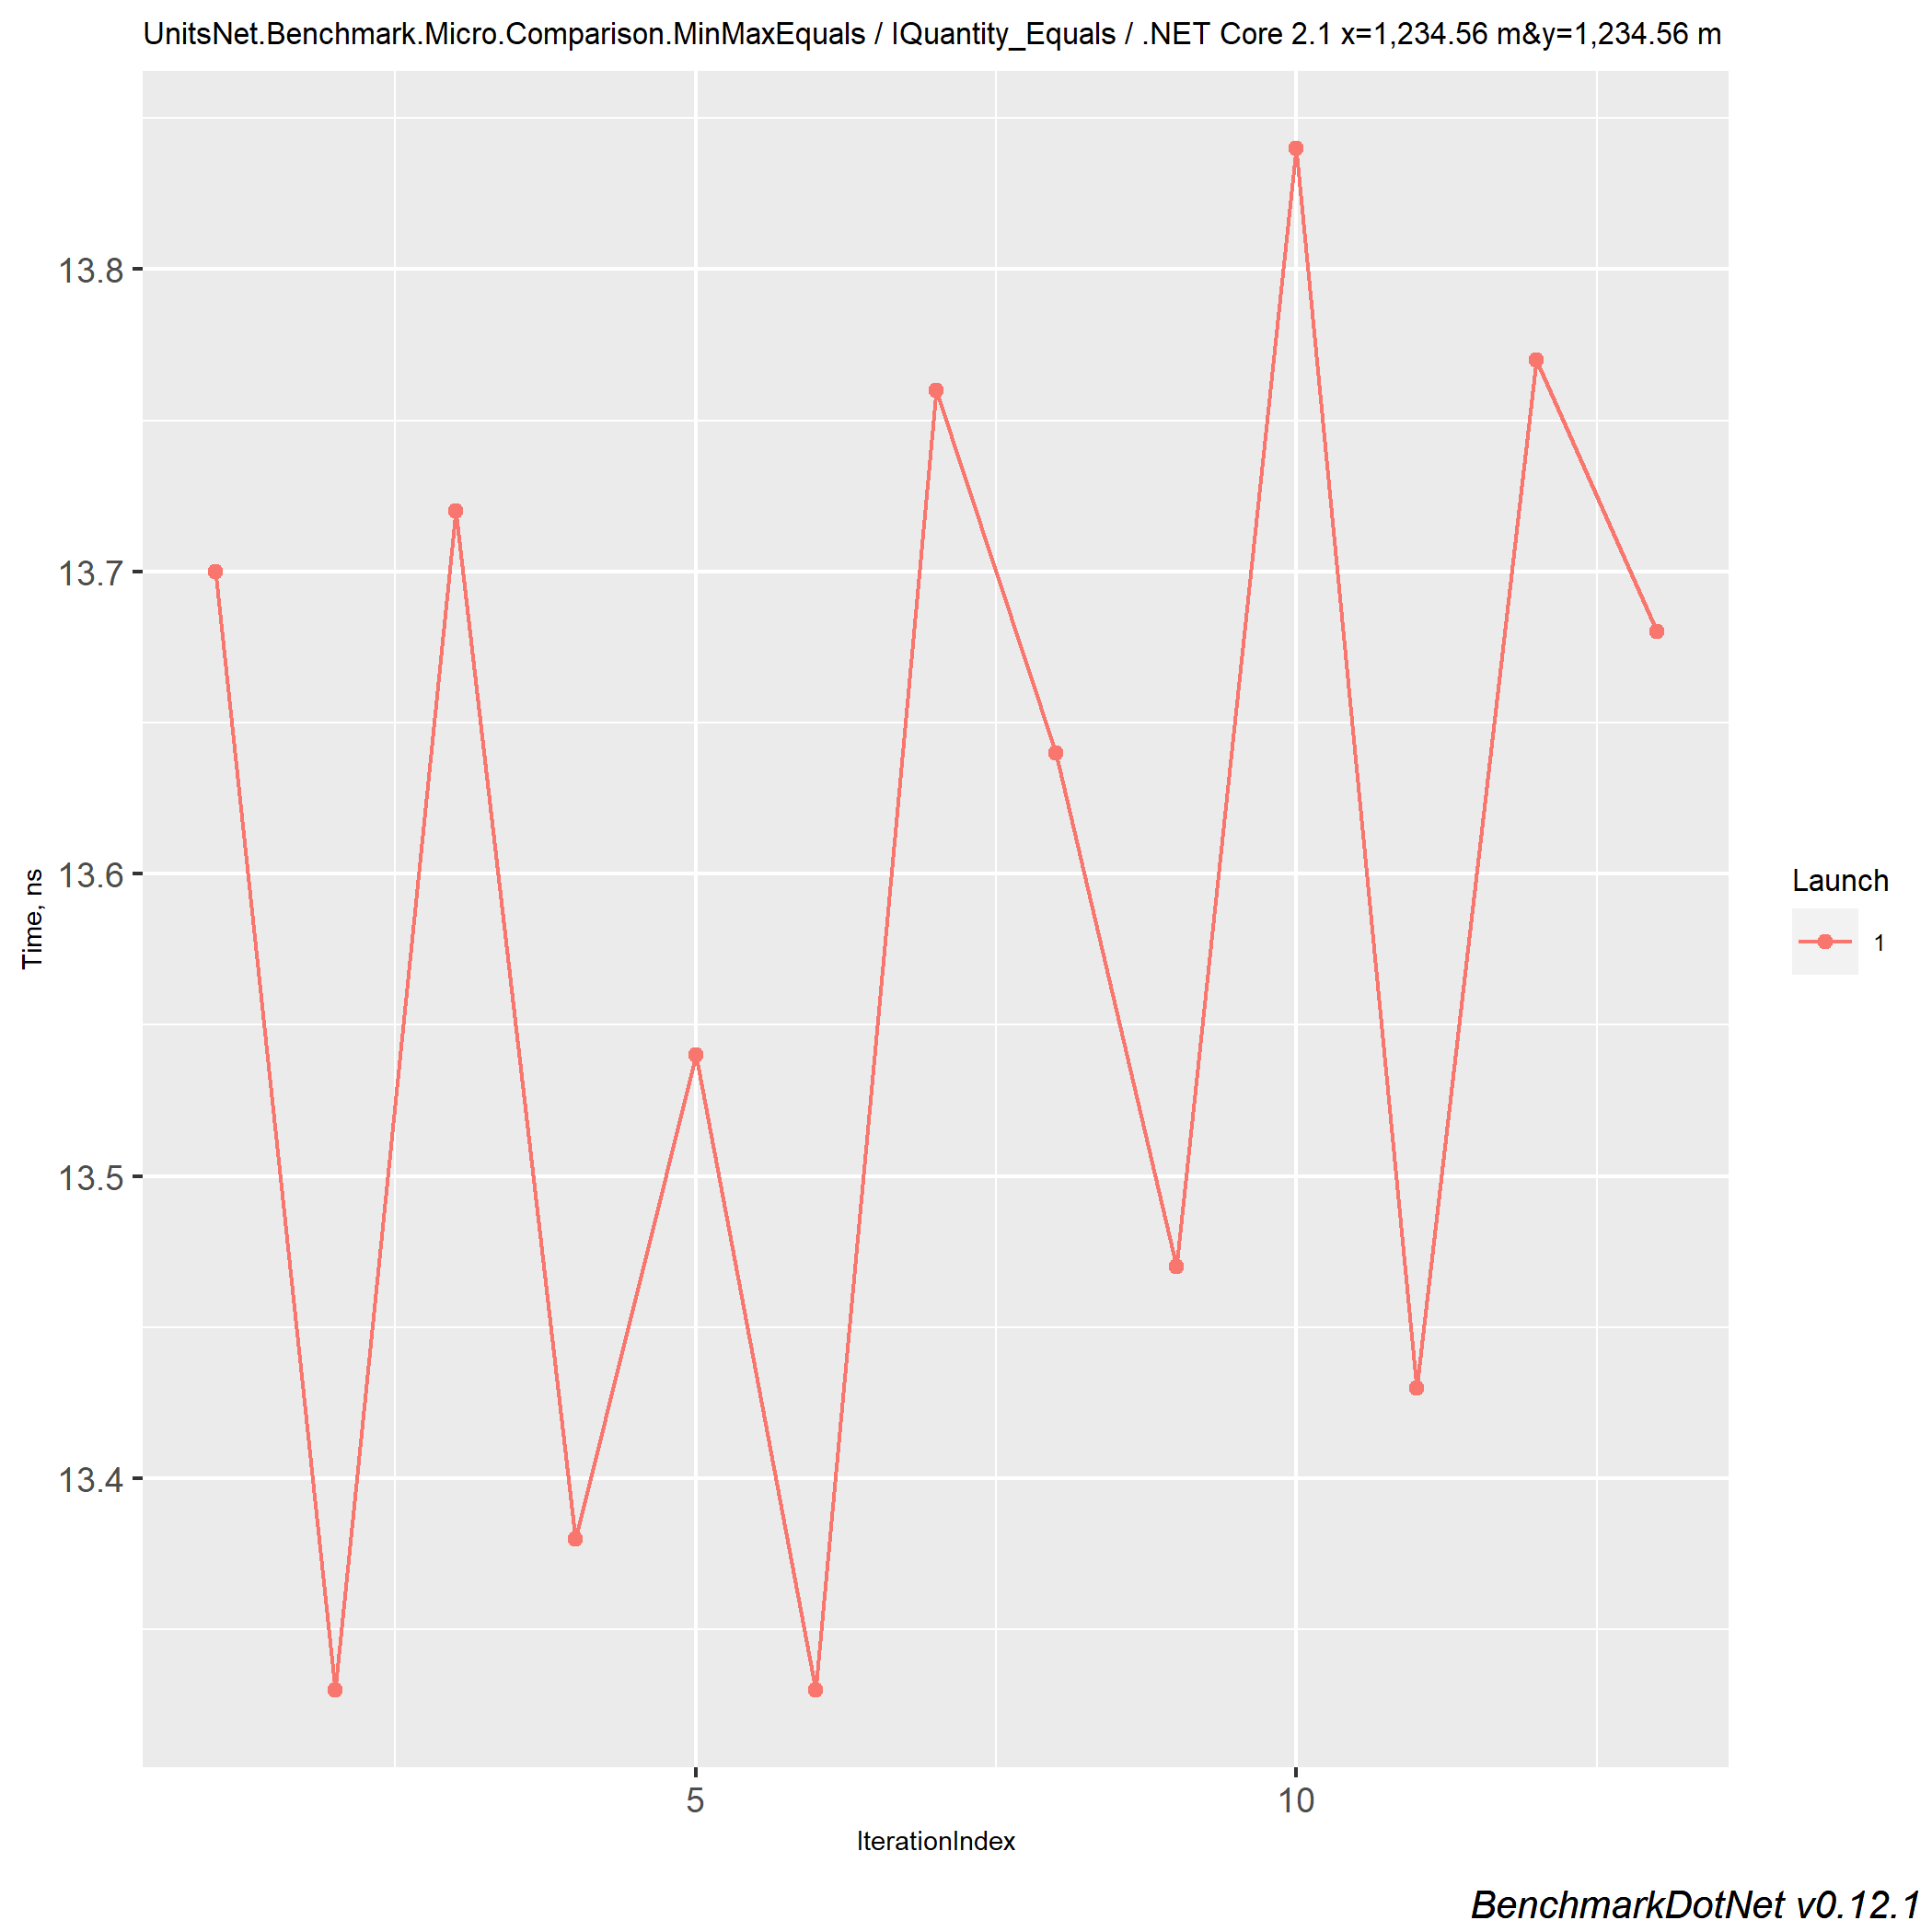 UnitsNet.Benchmark.Micro.Comparison.MinMaxEquals / IQuantity_Equals / .NET Core 2.1 x=1,234.56 m&y=1,234.56 m
13.8
13.7
13.6
13.5
13.4
Time, ns
5
10
IterationIndex
Launch
1
BenchmarkDotNet v0.12.1